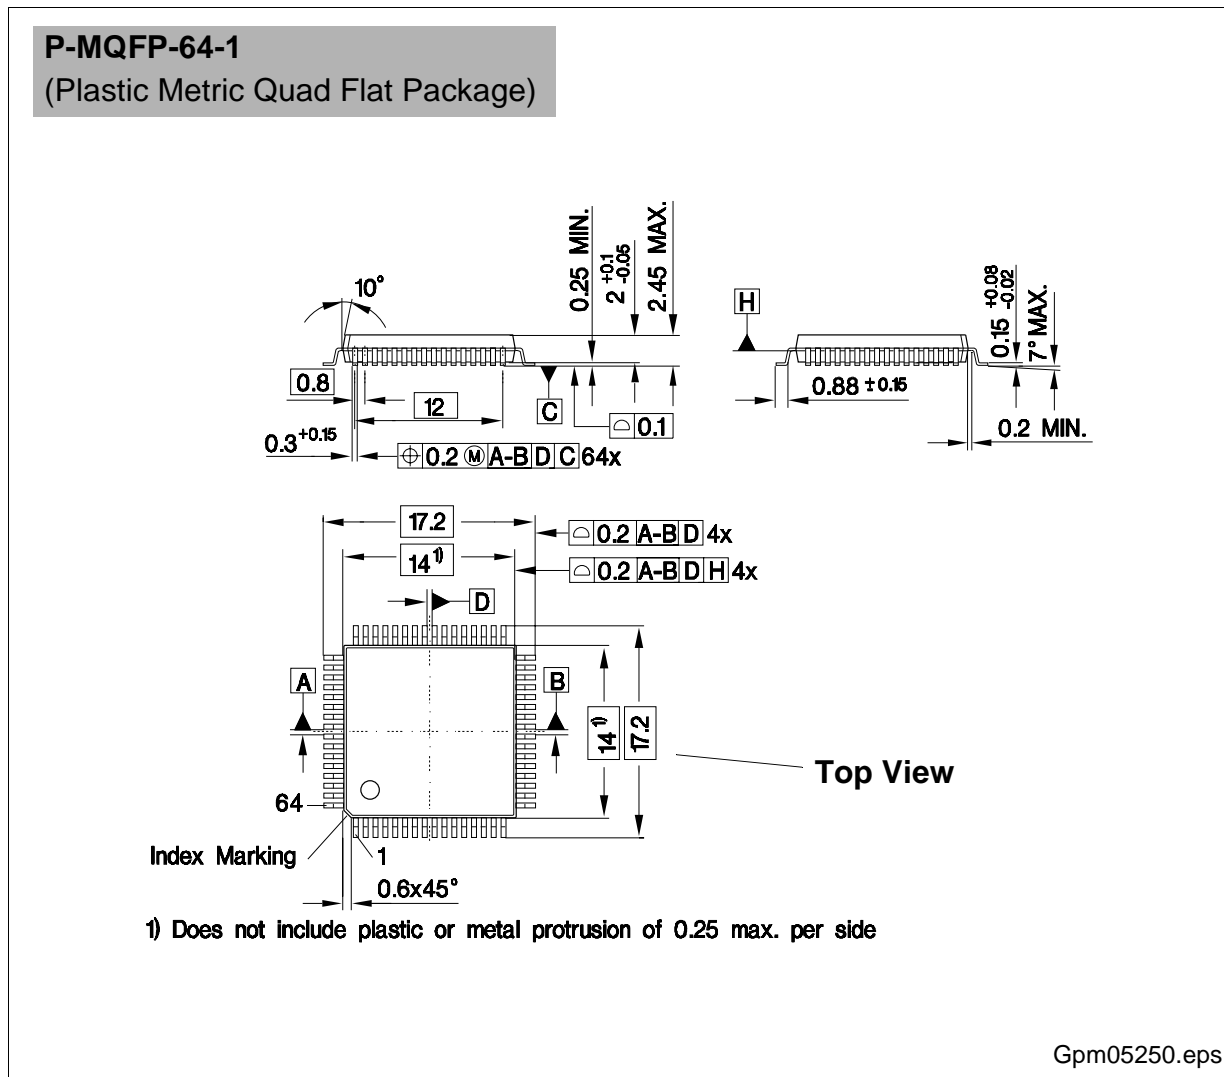 P-MQFP-64-1
(Plastic Metric Quad Flat Package)
10°
0.25 MIN.
2 +0.1 -0.05
2.45 MAX.
H
0.15 +0.08 -0.02
7° MAX.
0.8
12
C
0.1
0.88 ±0.15
0.3+0.15
0.2 M A-B D C 64x
0.2 MIN.
17.2
0.2 A-B D 4x
14 1)
0.2 A-B D H 4x
D
A
B
14 1)
17.2
Top View
64
Index Marking
1
0.6x45°
1) Does not include plastic or metal protrusion of 0.25 max. per side
Gpm05250.eps